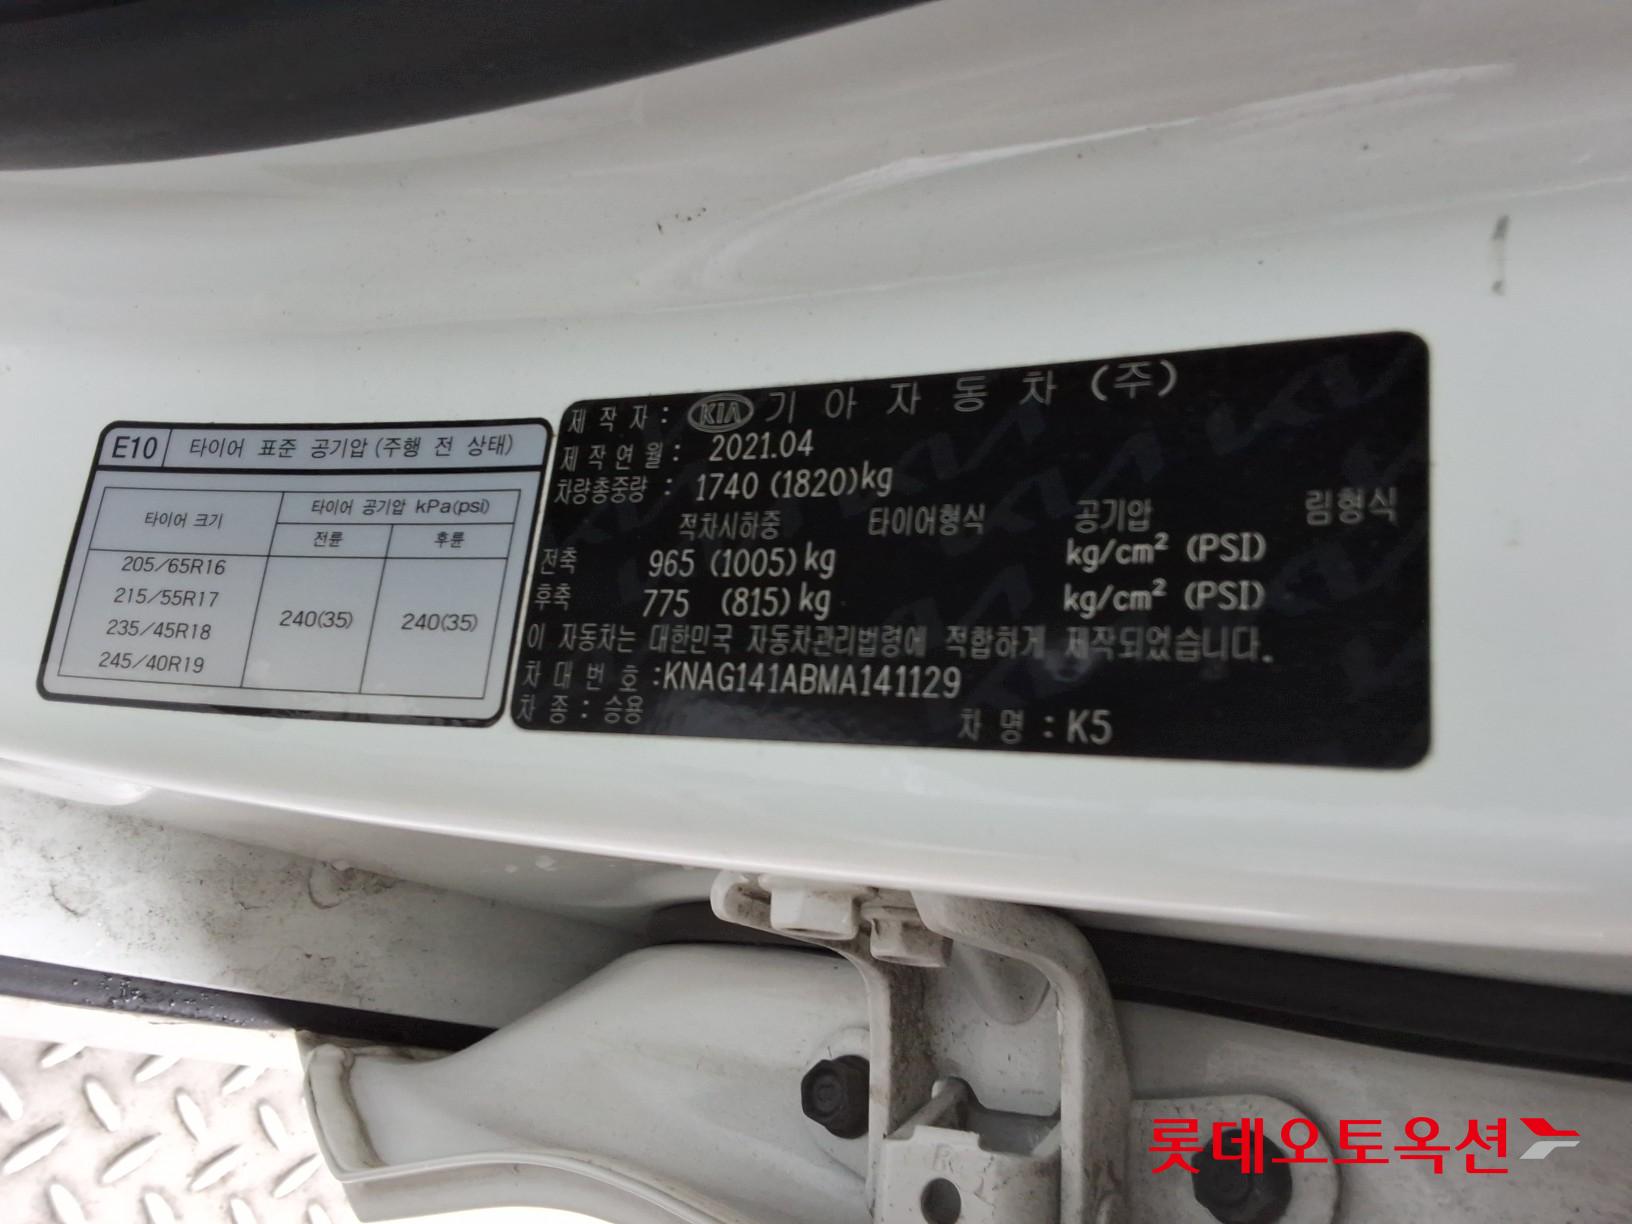 E10 타이어 표준 공기압 (주행 전 상태)
타이어 크기
타이어 공기압 kPa(psi)
전륜 후륜
205/65R16
215/55R17
235/45R18
245/40R19
240(35) 240(35)
제작자 : KIA 기아자동차(주)
제작연월 : 2021.04
차량총중량 : 1740 (1820)kg
적차시하중 타이어형식 공기압 림형식
전축 965 (1005)kg kg/cm² (PSI)
후축 775 (815)kg kg/cm² (PSI)
이 자동차는 대한민국 자동차관리법령에 적합하게 제작되었습니다.
차대번호 :KNAG141ABMA141129
차종 : 승용 차명 : K5
롯데오토옥션